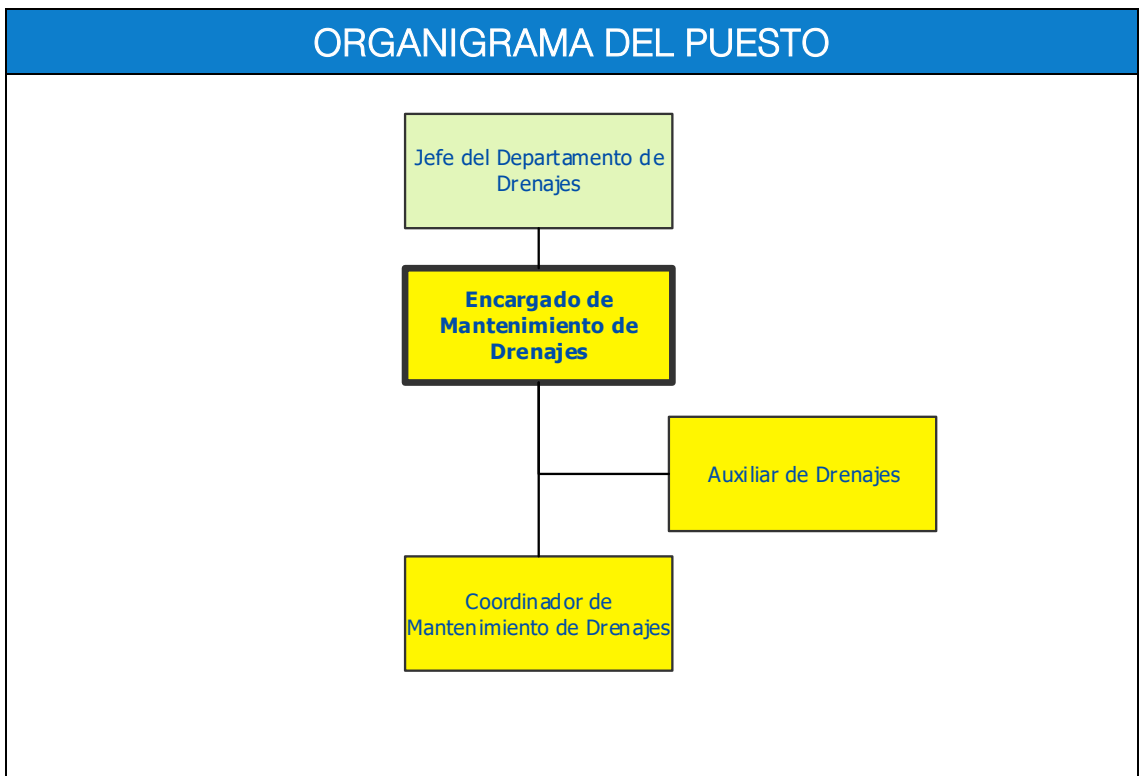 ORGANIGRAMA DEL PUESTO
Jefe del Departamento de
Drenajes
Encargado de
Mantenimiento de
Drenajes
Auxiliar de Drenajes
Coordinador de
Mantenimiento de Drenajes